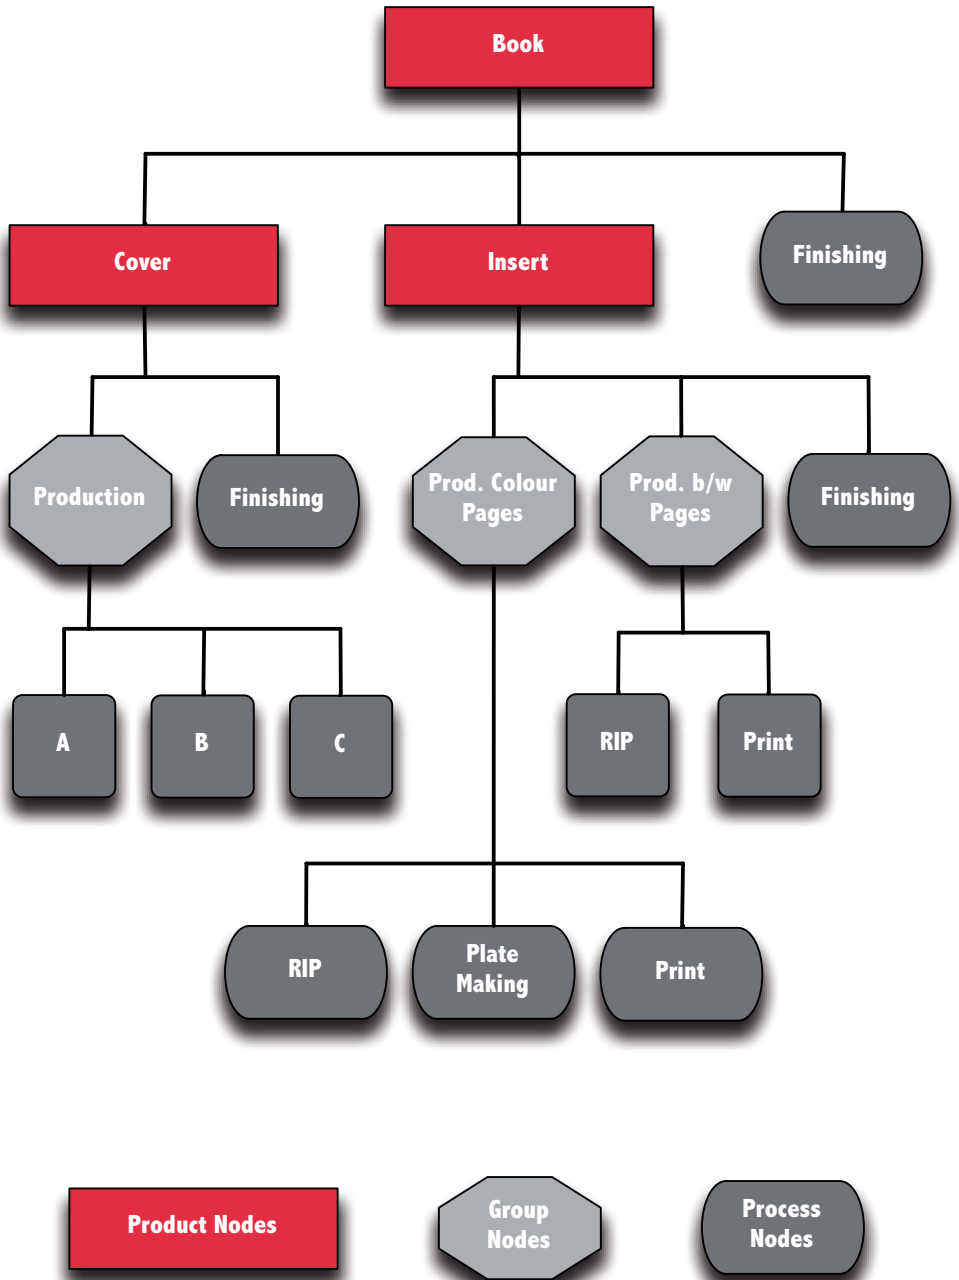 Book
Cover
Insert
Finishing
Production
Finishing
Prod. Colour
Pages
Prod. b/w
Pages
Finishing
A
B
C
RIP
Print
RIP
Plate
Making
Print
Product Nodes
Group
Nodes
Process
Nodes